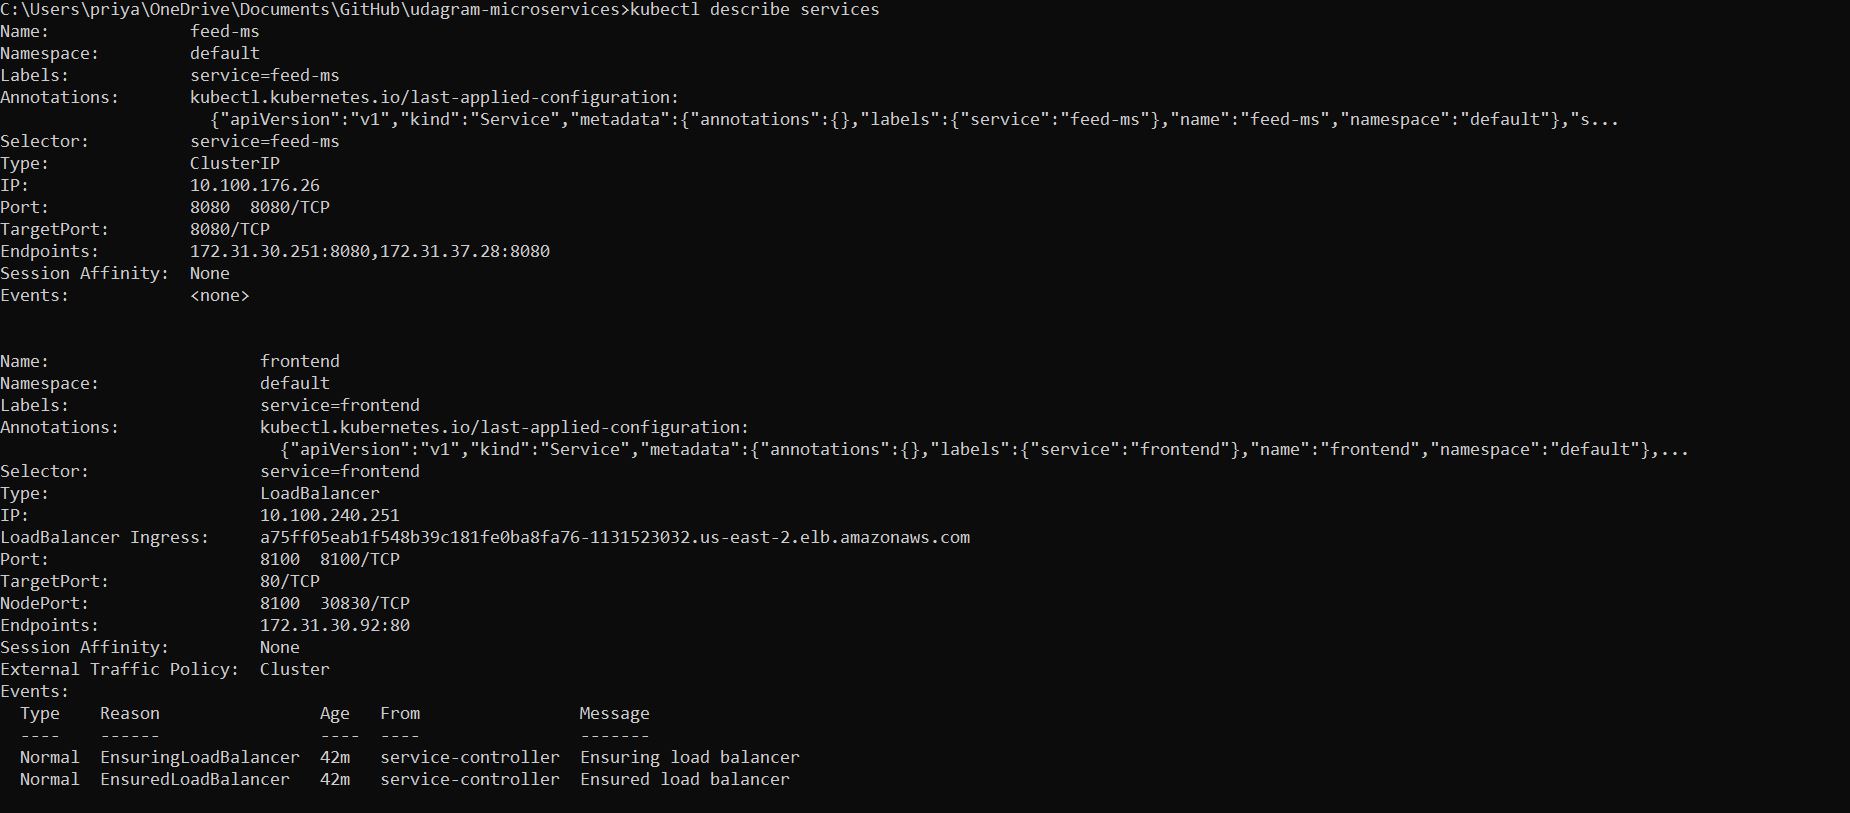 C:\Users\priya\OneDrive\Documents\GitHub\udagram-microservices>kubectl describe services
Name:              feed-ms
Namespace:         default
Labels:            service=feed-ms
Annotations:       kubectl.kubernetes.io/last-applied-configuration:
                     {"apiVersion":"v1","kind":"Service","metadata":{"annotations":{},"labels":{"service":"feed-ms"},"name":"feed-ms","namespace":"default"},"s...
Selector:          service=feed-ms
Type:              ClusterIP
IP:                10.100.176.26
Port:              8080  8080/TCP
TargetPort:        8080/TCP
Endpoints:         172.31.30.251:8080,172.31.37.28:8080
Session Affinity:  None
Events:            <none>
Name:                     frontend
Namespace:                default
Labels:                   service=frontend
Annotations:              kubectl.kubernetes.io/last-applied-configuration:
                            {"apiVersion":"v1","kind":"Service","metadata":{"annotations":{},"labels":{"service":"frontend"},"name":"frontend","namespace":"default"},...
Selector:                 service=frontend
Type:                     LoadBalancer
IP:                       10.100.240.251
LoadBalancer Ingress:     a75ff05eab1f548b39c181fe0ba8fa76-1131523032.us-east-2.elb.amazonaws.com
Port:                     8100  8100/TCP
TargetPort:               80/TCP
NodePort:                 8100  30830/TCP
Endpoints:                172.31.30.92:80
Session Affinity:         None
External Traffic Policy:  Cluster
Events:
  Type    Reason                Age   From                Message
  ----    ------                ----  ----                -------
  Normal  EnsuringLoadBalancer  42m   service-controller  Ensuring load balancer
  Normal  EnsuredLoadBalancer   42m   service-controller  Ensured load balancer